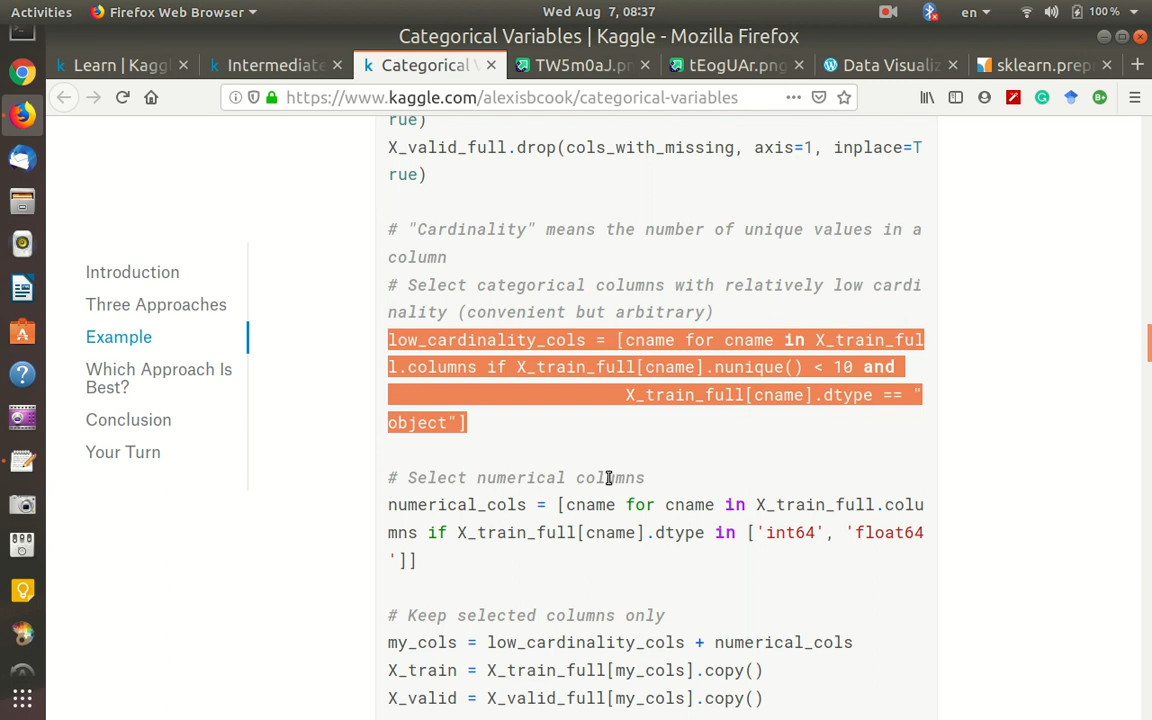 Activities Firefox Web Browser Wed Aug 7, 08:37 en 100 %
Categorical Variables | Kaggle - Mozilla Firefox
Learn | Kagg Intermediate Categorical V TW5m0aJ.pn tEogUAr.png Data Visualiz sklearn.prep
https://www.kaggle.com/alexisbcook/categorical-variables
rue)
X_valid_full.drop(cols_with_missing, axis=1, inplace=T
rue)
# "Cardinality" means the number of unique values in a
column
# Select categorical columns with relatively low cardi
nality (convenient but arbitrary)
low_cardinality_cols = [cname for cname in X_train_ful
l.columns if X_train_full[cname].nunique() < 10 and
X_train_full[cname].dtype == "
object"]
# Select numerical columns
numerical_cols = [cname for cname in X_train_full.colu
mns if X_train_full[cname].dtype in ['int64', 'float64
']]
# Keep selected columns only
my_cols = low_cardinality_cols + numerical_cols
X_train = X_train_full[my_cols].copy()
X_valid = X_valid_full[my_cols].copy()
Introduction
Three Approaches
Example
Which Approach Is
Best?
Conclusion
Your Turn